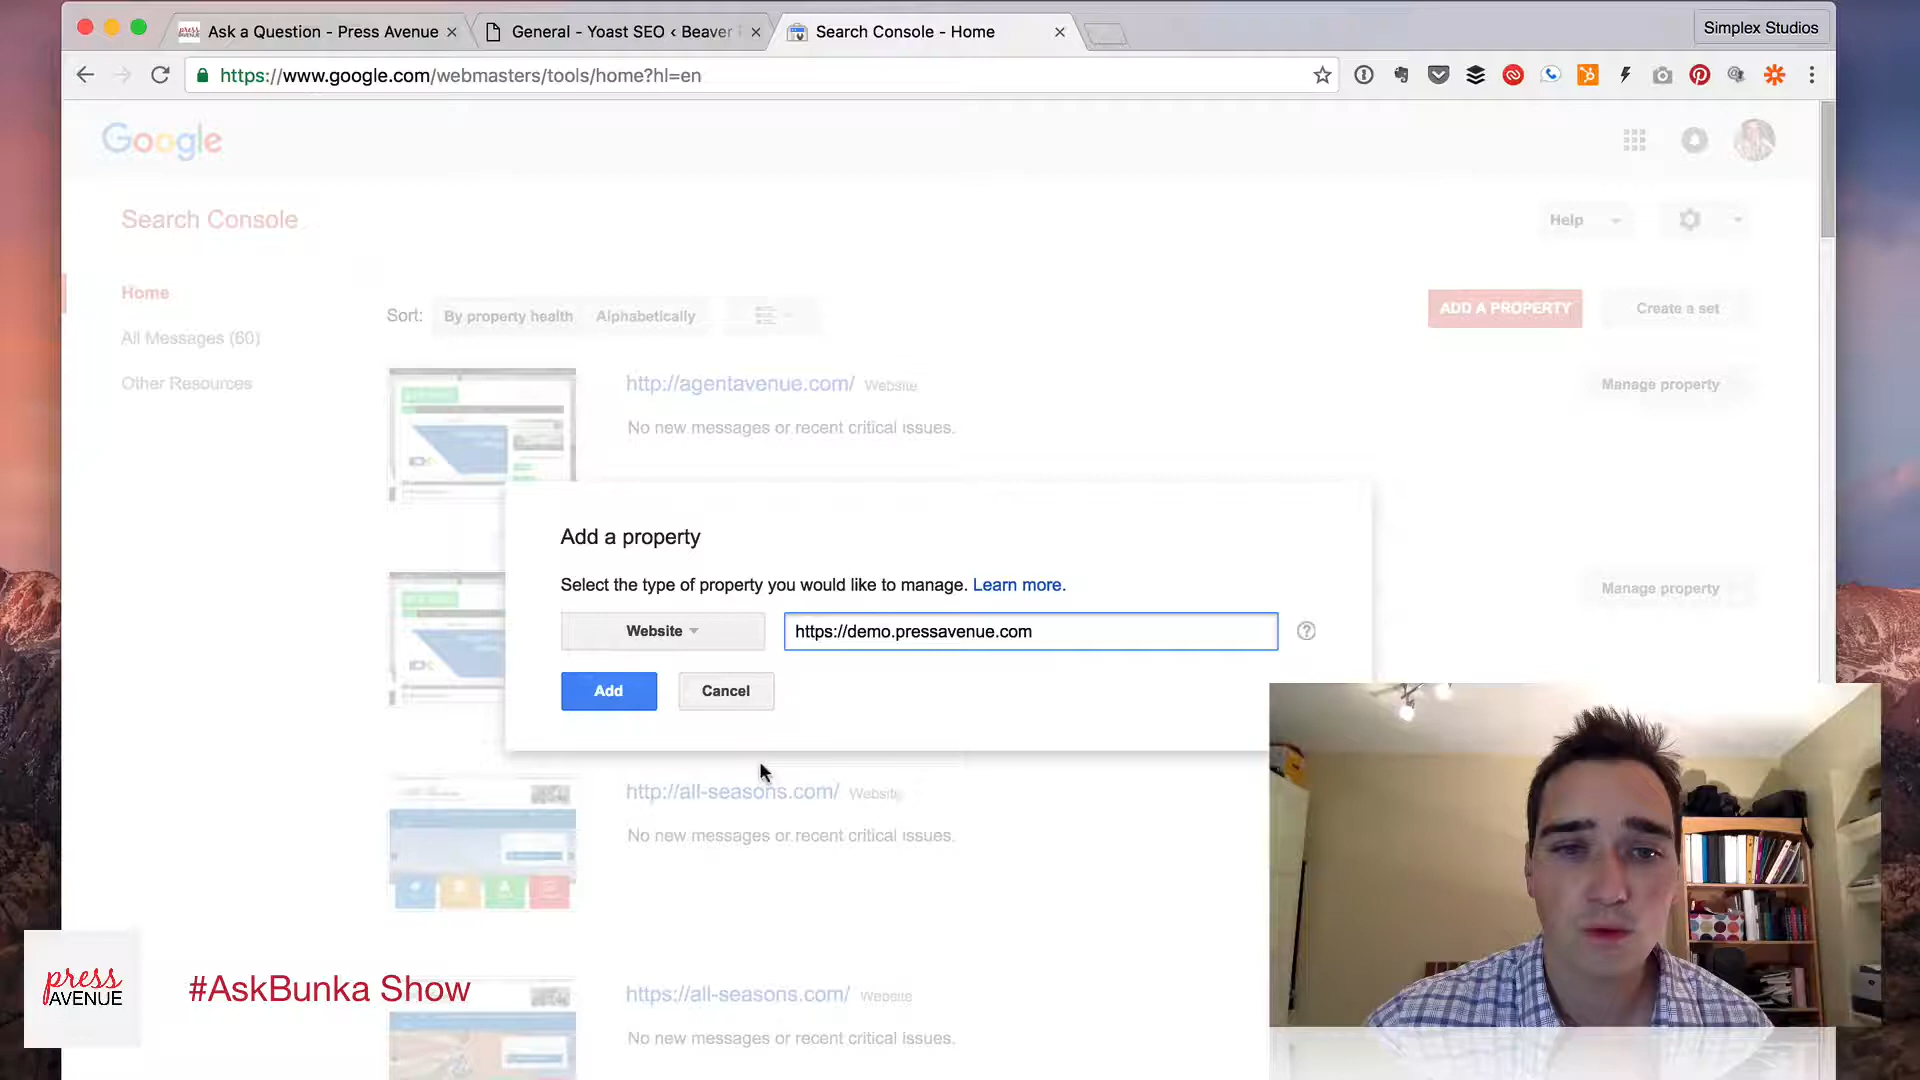 Ask a Question - Press Avenue
General - Yoast SEO ‹ Beaver
Search Console - Home
Simplex Studios
https://www.google.com/webmasters/tools/home?hl=en
Google
Search Console
Help
Home
All Messages (60)
Other Resources
Sort:
By property health
Alphabetically
ADD A PROPERTY
Create a set
http://agentavenue.com/ Website
Manage property
No new messages or recent critical issues.
Add a property
Select the type of property you would like to manage. Learn more.
Website
https://demo.pressavenue.com
?
Add
Cancel
Manage property
http://all-seasons.com/ Website
No new messages or recent critical issues.
https://all-seasons.com/ Website
No new messages or recent critical issues.
press
AVENUE
#AskBunka Show